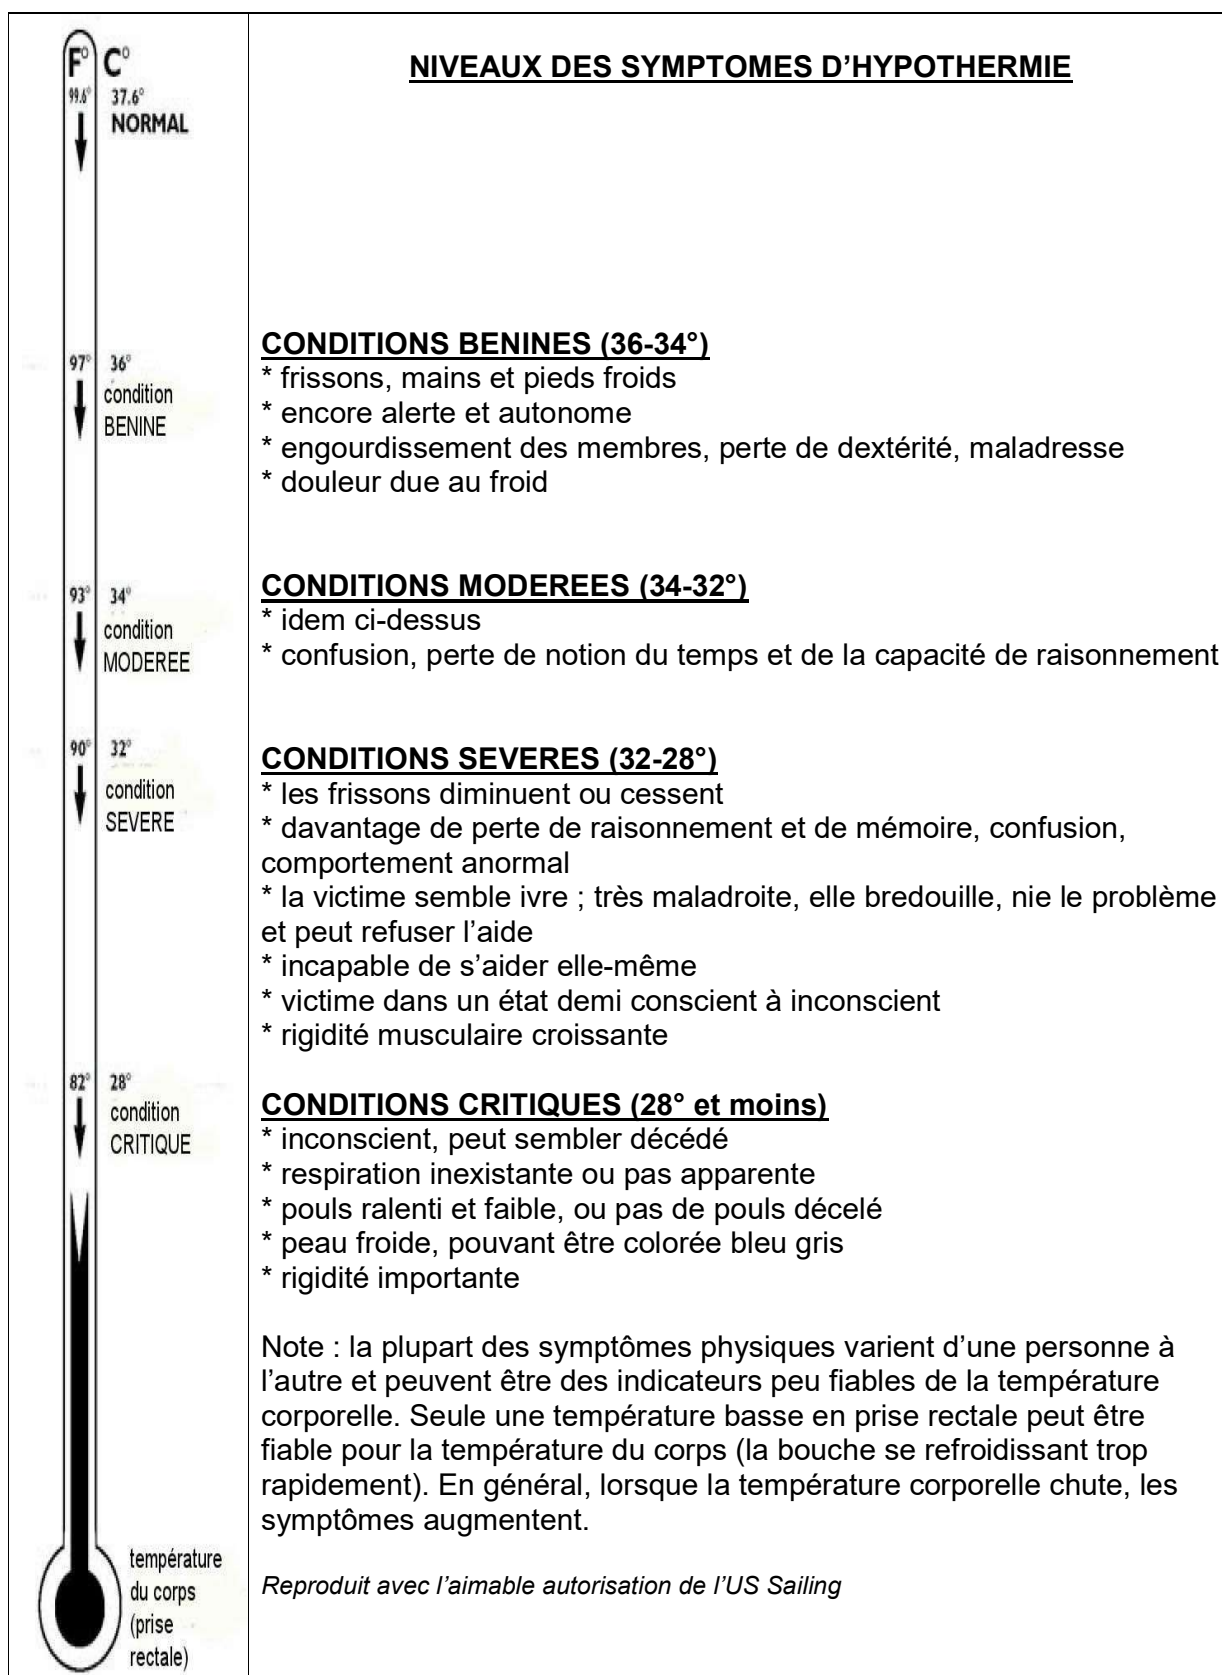 F° C°
99.6° 37.6°
NORMAL
97° 36°
condition
BENINE
93° 34°
condition
MODEREE
90° 32°
condition
SEVERE
82° 28°
condition
CRITIQUE
température
du corps
(prise
rectale)
NIVEAUX DES SYMPTOMES D’HYPOTHERMIE
CONDITIONS BENINES (36-34°)
* frissons, mains et pieds froids
* encore alerte et autonome
* engourdissement des membres, perte de dextérité, maladresse
* douleur due au froid
CONDITIONS MODEREES (34-32°)
* idem ci-dessus
* confusion, perte de notion du temps et de la capacité de raisonnement
CONDITIONS SEVERES (32-28°)
* les frissons diminuent ou cessent
* davantage de perte de raisonnement et de mémoire, confusion,
comportement anormal
* la victime semble ivre ; très maladroite, elle bredouille, nie le problème
et peut refuser l’aide
* incapable de s’aider elle-même
* victime dans un état demi conscient à inconscient
* rigidité musculaire croissante
CONDITIONS CRITIQUES (28° et moins)
* inconscient, peut sembler décédé
* respiration inexistante ou pas apparente
* pouls ralenti et faible, ou pas de pouls décelé
* peau froide, pouvant être colorée bleu gris
* rigidité importante
Note : la plupart des symptômes physiques varient d’une personne à
l’autre et peuvent être des indicateurs peu fiables de la température
corporelle. Seule une température basse en prise rectale peut être
fiable pour la température du corps (la bouche se refroidissant trop
rapidement). En général, lorsque la température corporelle chute, les
symptômes augmentent.
Reproduit avec l’aimable autorisation de l’US Sailing